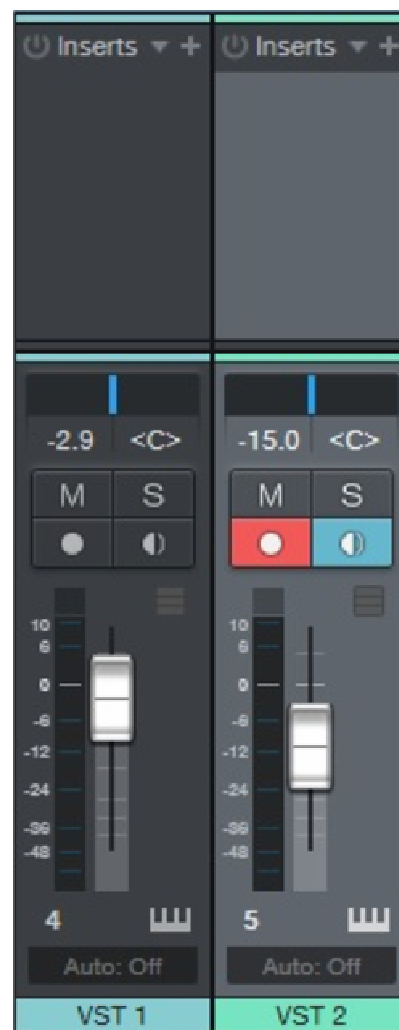 Inserts
Inserts
-2.9 <C>
-15.0 <C>
M S
M S
10
6
0
-6
-12
-24
-36
-48
10
6
0
-6
-12
-24
-36
-48
4
5
Auto: Off
Auto: Off
VST 1
VST 2